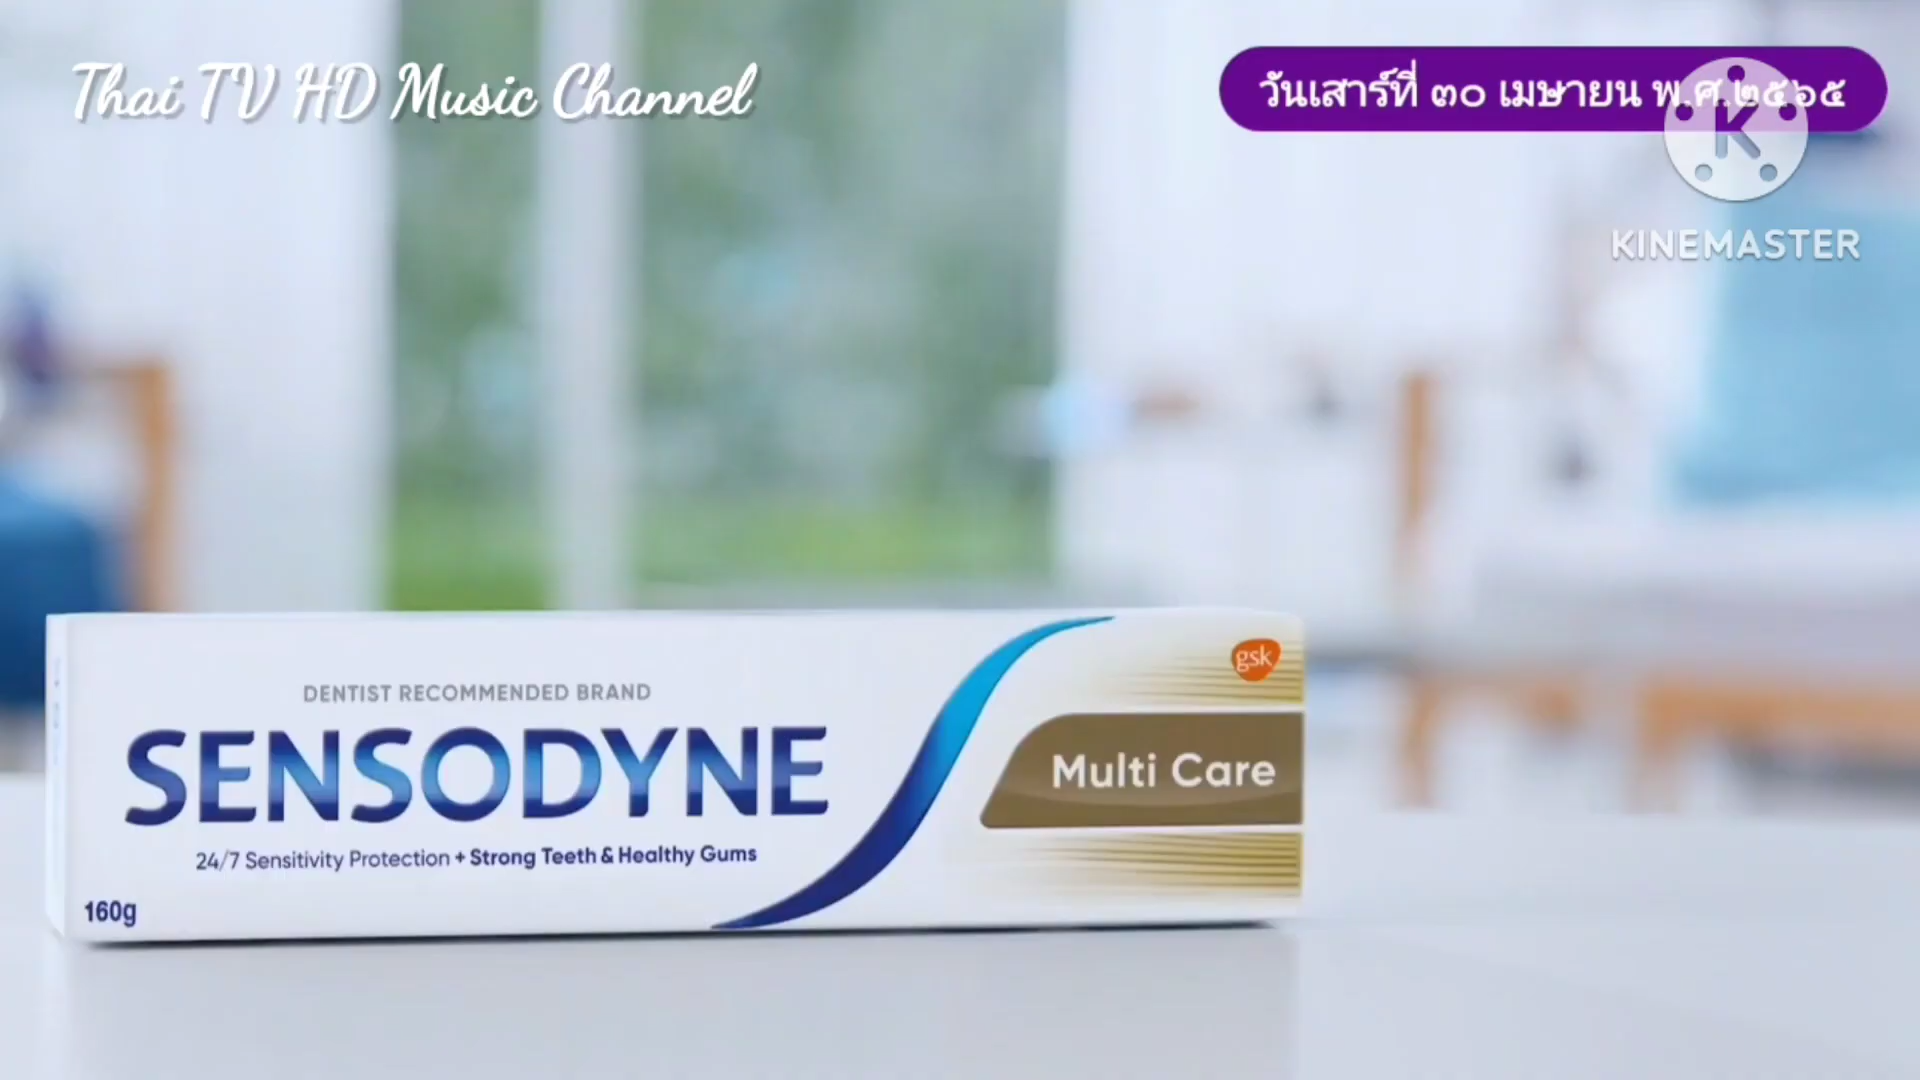 Thai TV HD Music Channel
วันเสาร์ที่ ๓๐ เมษายน พ.ศ.๒๕๖๕
K
KINEMASTER
gsk
DENTIST RECOMMENDED BRAND
SENSODYNE
Multi Care
24/7 Sensitivity Protection + Strong Teeth & Healthy Gums
160g